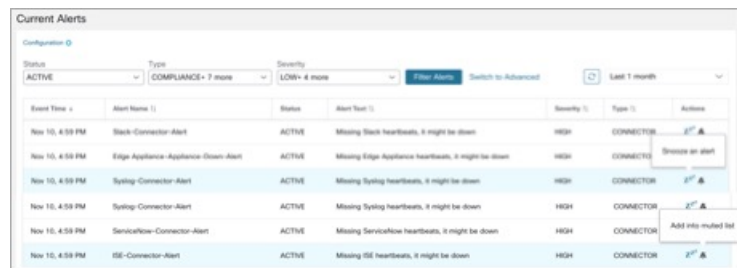 Current Alerts
Configuration
Status Type Severity
ACTIVE COMPLIANCE+ 7 more LOW+ 4 more Filter Alerts Switch to Advanced Last 1 month
Event Time Alert Name Status Alert Text Severity Type Actions
Nov 10, 4:59 PM Slack-Connector-Alert ACTIVE Missing Slack heartbeats, it might be down HIGH CONNECTOR
Snooze an alert
Nov 10, 4:59 PM Edge Appliance-Appliance-Down-Alert ACTIVE Missing Edge Appliance heartbeats, it might be down HIGH CONNECTO
Nov 10, 4:59 PM Syslog-Connector-Alert ACTIVE Missing Syslog heartbeats, it might be down HIGH CONNECTOR
Nov 10, 4:59 PM Syslog-Connector-Alert ACTIVE Missing Syslog heartbeats, it might be down HIGH CONNECTOR
Add into muted list
Nov 10, 4:59 PM ServiceNow-Connector-Alert ACTIVE Missing ServiceNow heartbeats, it might be down HIGH CONNECTO
Nov 10, 4:59 PM ISE-Connector-Alert ACTIVE Missing ISE heartbeats, it might be down HIGH CONNECTOR